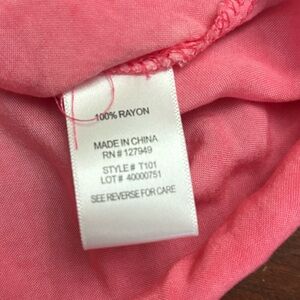 100% RAYON
MADE IN CHINA
RN # 127949
STYLE # T101
LOT # 40000751
SEE REVERSE FOR CARE